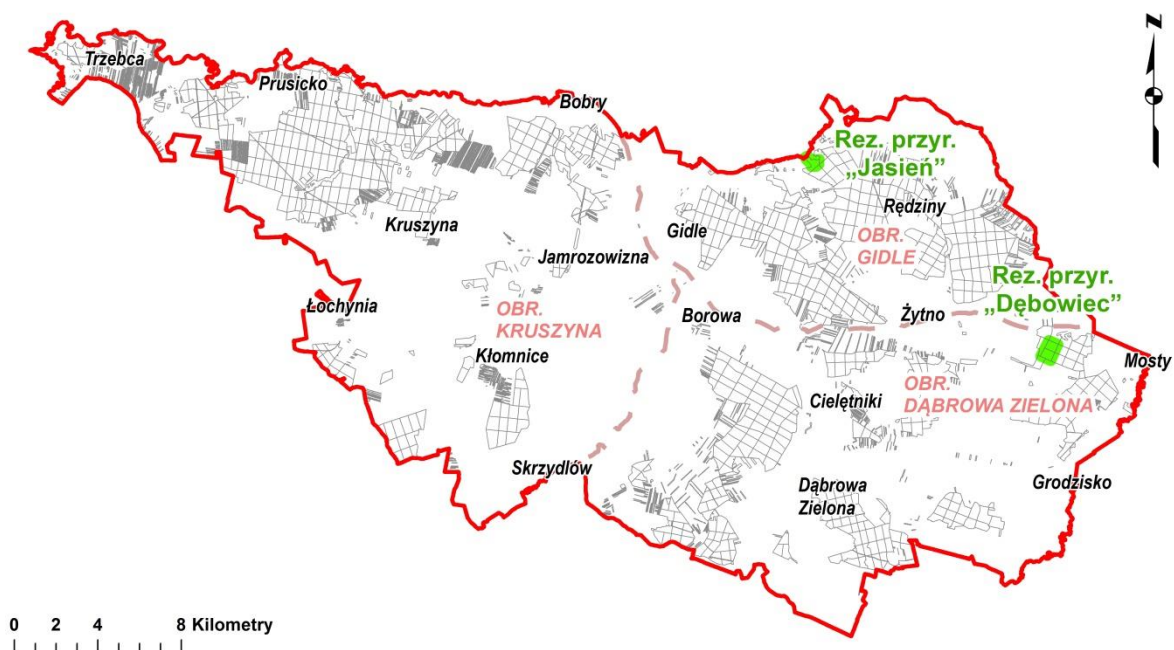 N
Trzebca
Prusicko
Bobry
Rez. przyr.
„Jasień”
Rędziny
Kruszyna
Gidle
OBR.
GIDLE
Jamrozowizna
Rez. przyr.
„Dębowiec”
Łochynia
OBR.
KRUSZYNA
Borowa
Żytno
Kłomnice
Mosty
OBR.
DĄBROWA ZIELONA
Cielętniki
Skrzydlów
Dąbrowa
Zielona
Grodzisko
0 2 4 8 Kilometry